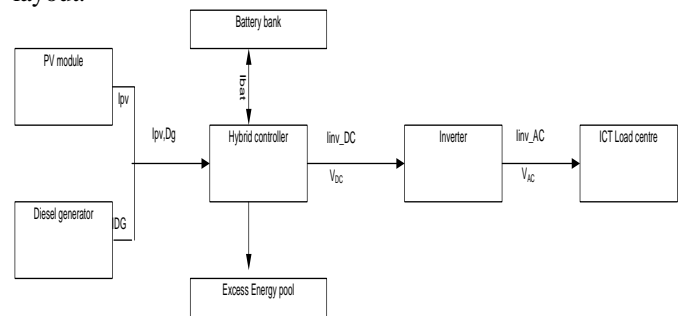 layout.
Battery bank
PV module
Ipv
Ibat
Ipv,Dg
Hybrid controller
Iinv_DC
VDC
Inverter
Iinv_AC
VAC
ICT Load centre
Diesel generator
IDG
Excess Energy pool